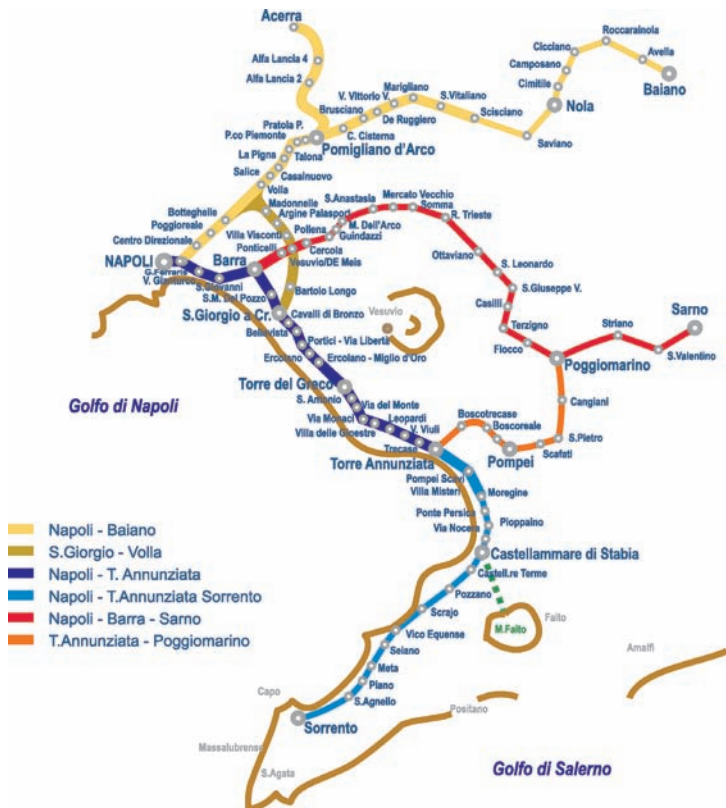 Acerra
Alfa Lancia 4
Alfa Lancia 2
Roccarainola
Cicciano
Avella
Camposano
Cimitile
Baiano
Nola
Marigliano
V. Vittorio V.
S.Vitaliano
Brusciano
De Ruggiero
Scisciano
Saviano
C. Cisterna
Pratola P.
P.co Piemonte
Pomigliano d'Arco
La Pigna
Talona
Salice
Casalnuovo
Volla
Madonnelle
Botteghelle
Argine Palasport
Poggioreale
Villa Visconti
Centro Direzionale
Ponticelli
Pollena
Cercola
Vesuvio/DE Meis
S.Anastasia
Mercato Vecchio
Somma
M. Dell'Arco
Guindazzi
R. Trieste
Ottaviano
S. Leonardo
S.Giuseppe V.
Casilli
Terzigno
Flocco
Striano
Sarno
S.Valentino
Poggiomarino
NAPOLI
Barra
G.Ferraris
V. Gianturco
S.Giovanni
S.M. Del Pozzo
Bartolo Longo
S.Giorgio a Cr.
Cavalli di Bronzo
Vesuvio
Bellavista
Portici - Via Libertà
Ercolano
Ercolano - Miglio d'Oro
Torre del Greco
S. Antonio
Via del Monte
Via Monaci
Leopardi
Villa delle Ginestre
V. Viuli
Trecase
Golfo di Napoli
Cangiani
Boscotrecase
Boscoreale
S.Pietro
Scafati
Pompei
Torre Annunziata
Pompei Scavi
Villa Misteri
Moregine
Ponte Persica
Pioppaino
Via Nocera
Castellammare di Stabia
Castell.re Terme
Pozzano
Scrajo
Faito
M.Faito
Vico Equense
Seiano
Meta
Piano
S.Agnello
Sorrento
Capo
Massalubrense
S.Agata
Positano
Amalfi
Golfo di Salerno
Napoli - Baiano
S.Giorgio - Volla
Napoli - T. Annunziata
Napoli - T.Annunziata Sorrento
Napoli - Barra - Sarno
T.Annunziata - Poggiomarino